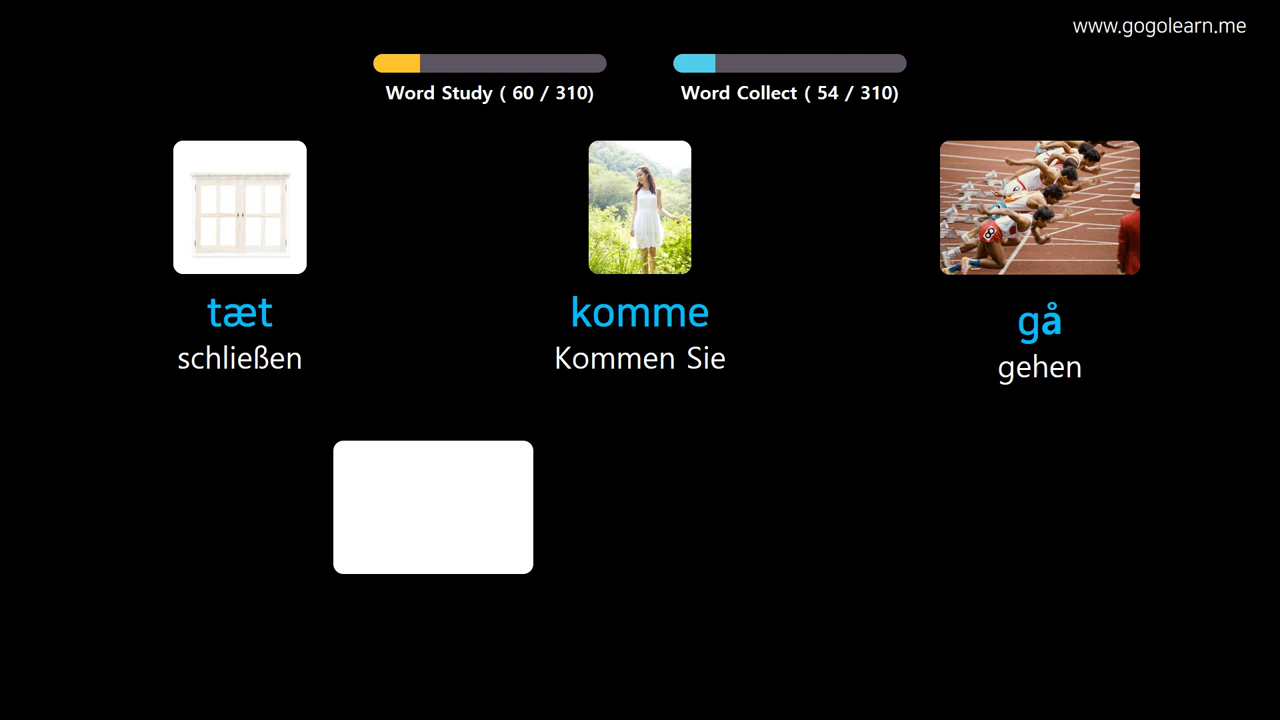 www.gogolearn.me
Word Study ( 60 / 310)
Word Collect ( 54 / 310)
tæt
schließen
komme
Kommen Sie
gå
gehen